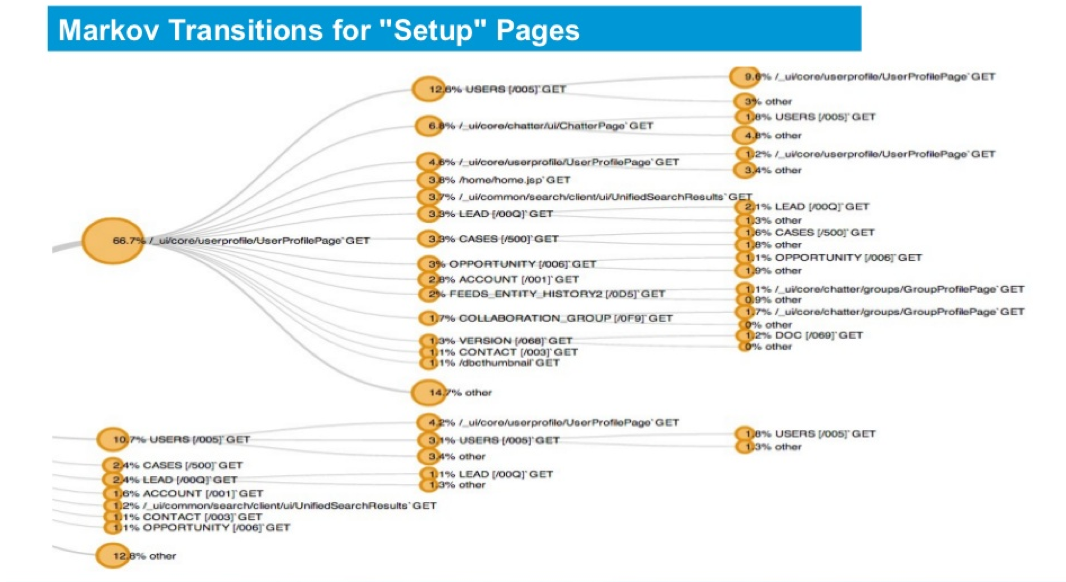 Markov Transitions for "Setup" Pages
9.6% /_ui/core/userprofile/UserProfilePage` GET
12.6% USERS [/005]` GET
3% other
1.8% USERS [/005]` GET
6.8% /_ui/core/chatter/ui/ChatterPage` GET
4.8% other
1.2% /_ui/core/userprofile/UserProfilePage` GET
4.6% /_ui/core/userprofile/UserProfilePage` GET
3.4% other
3.8% /home/home.jsp` GET
3.7% /_ui/common/search/client/ui/UnifiedSearchResults` GET
2.1% LEAD [/00Q]` GET
3.3% LEAD [/00Q]` GET
1.3% other
1.6% CASES [/500]` GET
66.7% /_ui/core/userprofile/UserProfilePage` GET
3.3% CASES [/500]` GET
1.8% other
1.1% OPPORTUNITY [/006]` GET
3% OPPORTUNITY [/006]` GET
1.9% other
2.8% ACCOUNT [/001]` GET
1.1% /_ui/core/chatter/groups/GroupProfilePage` GET
2% FEEDS_ENTITY_HISTORY2 [/0D5]` GET
0.9% other
1.7% /_ui/core/chatter/groups/GroupProfilePage` GET
1.7% COLLABORATION_GROUP [/0F9]` GET
0% other
1.2% DOC [/069]` GET
1.3% VERSION [/068]` GET
0% other
1.1% CONTACT [/003]` GET
1.1% /dbcthumbnail` GET
14.7% other
4.2% /_ui/core/userprofile/UserProfilePage` GET
1.8% USERS [/005]` GET
10.7% USERS [/005]` GET
3.1% USERS [/005]` GET
1.3% other
3.4% other
2.4% CASES [/500]` GET
1.1% LEAD [/00Q]` GET
2.4% LEAD [/00Q]` GET
1.3% other
1.6% ACCOUNT [/001]` GET
1.2% /_ui/common/search/client/ui/UnifiedSearchResults` GET
1.1% CONTACT [/003]` GET
1.1% OPPORTUNITY [/006]` GET
12.8% other